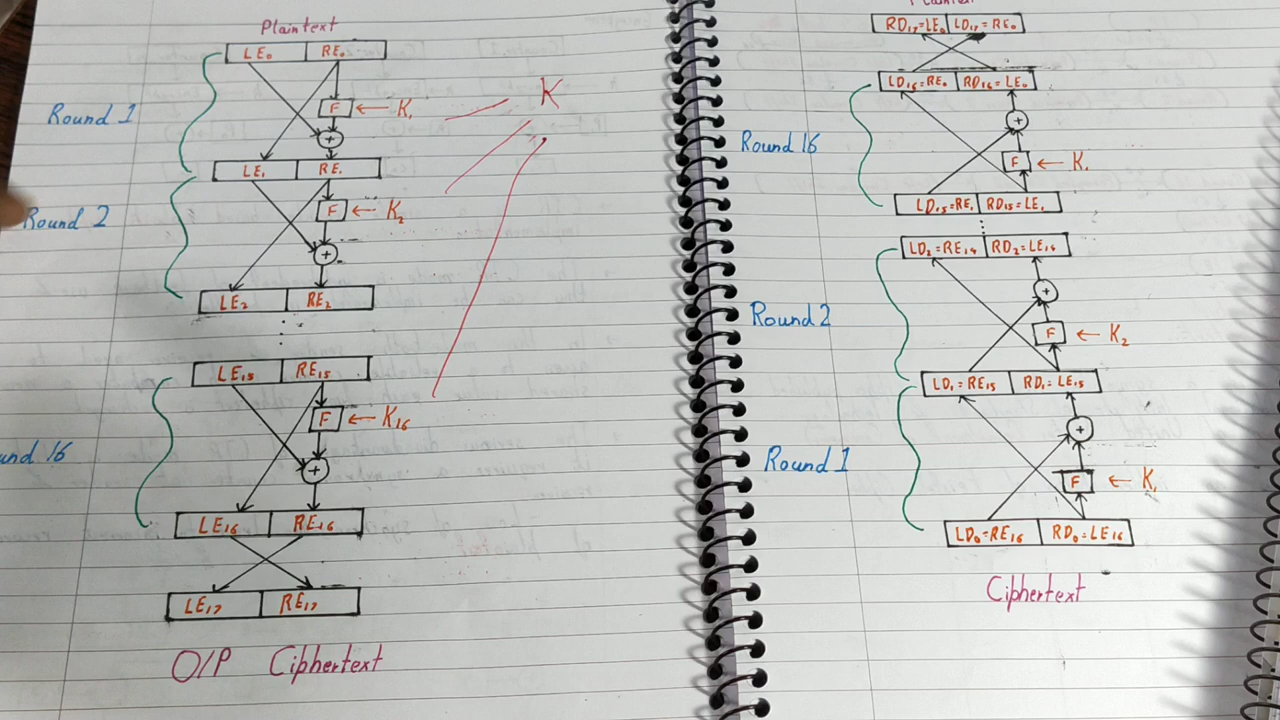 Plaintext
LE₀ RE₀
Round 1
F ← K₁
K
+
LE₁ RE₁
Round 2
F ← K₂
+
LE₂ RE₂
LE₁₅ RE₁₅
F ← K₁₆
und 16
+
LE₁₆ RE₁₆
LE₁₇ RE₁₇
O/P Ciphertext
RD₁₇=LE₀ LD₁₇=RE₀
LD₁₆=RE₀ RD₁₆=LE₀
+
Round 16
F ← K₁
LD₁₅=RE₁ RD₁₅=LE₁
LD₂=RE₁₄ RD₂=LE₁₄
+
Round 2
F ← K₂
LD₁=RE₁₅ RD₁=LE₁₅
+
Round 1
F ← K₁
LD₀=RE₁₆ RD₀=LE₁₆
Ciphertext